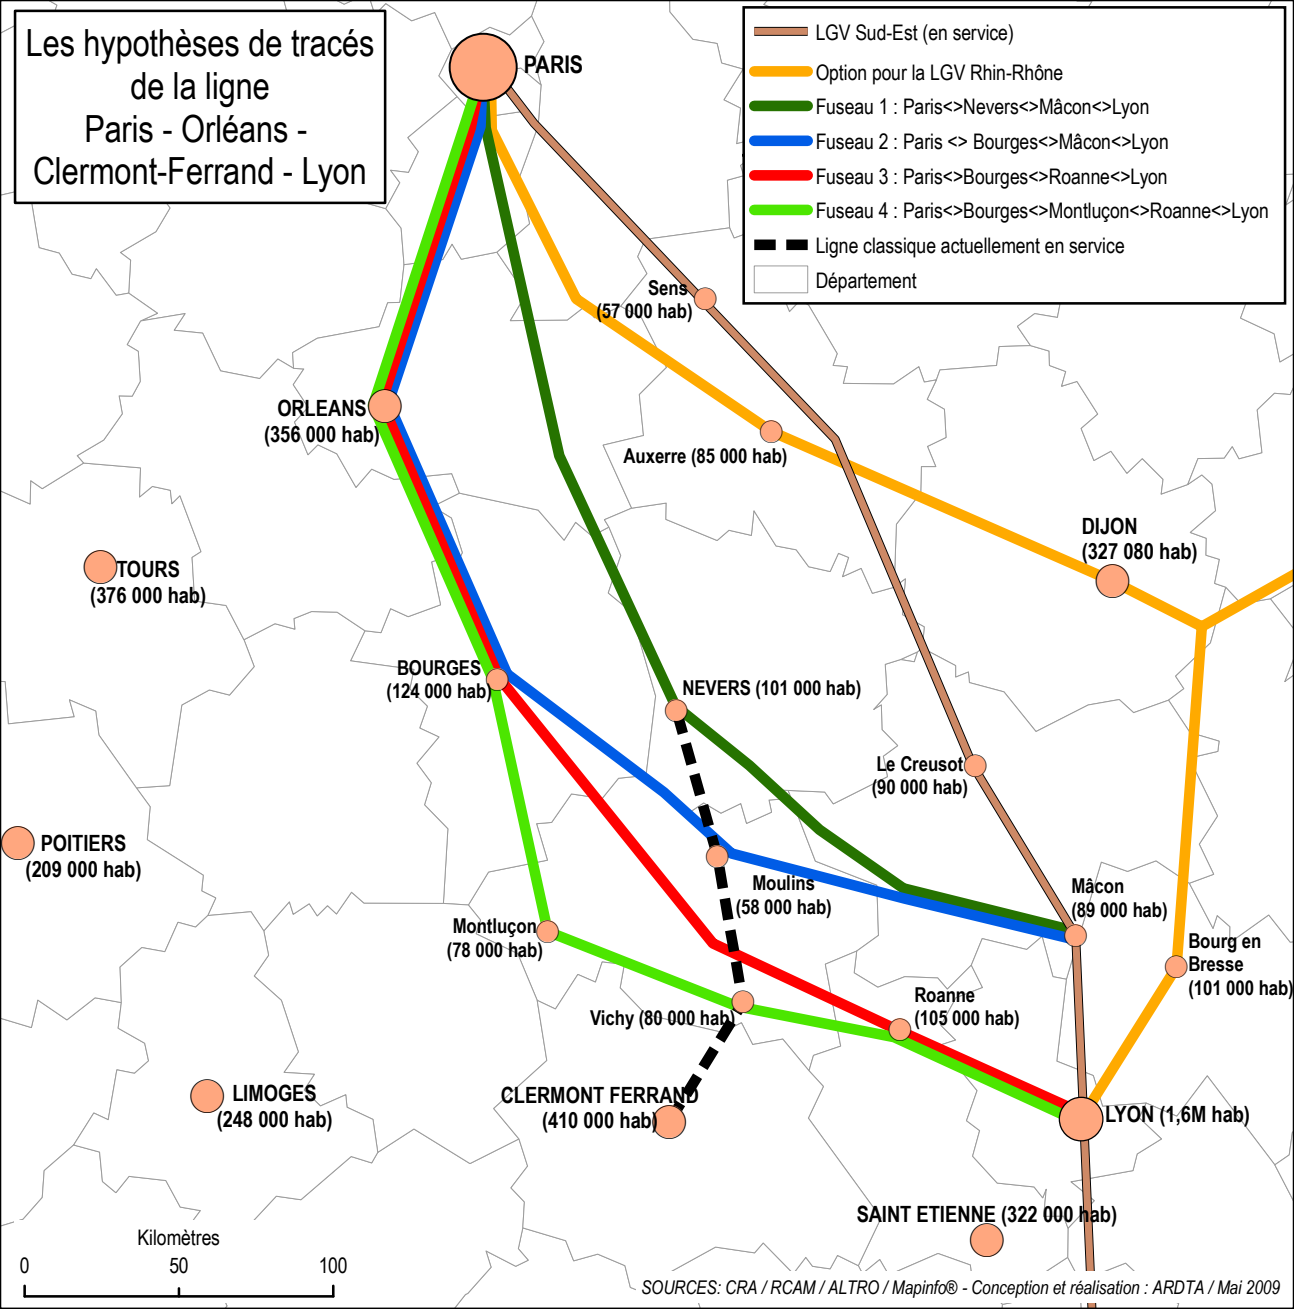 Les hypothèses de tracés
de la ligne
Paris - Orléans -
Clermont-Ferrand - Lyon
PARIS
LGV Sud-Est (en service)
Option pour la LGV Rhin-Rhône
Fuseau 1 : Paris<>Nevers<>Mâcon<>Lyon
Fuseau 2 : Paris <> Bourges<>Mâcon<>Lyon
Fuseau 3 : Paris<>Bourges<>Roanne<>Lyon
Fuseau 4 : Paris<>Bourges<>Montluçon<>Roanne<>Lyon
Ligne classique actuellement en service
Département
Sens
(57 000 hab)
ORLEANS
(356 000 hab)
Auxerre (85 000 hab)
DIJON
(327 080 hab)
TOURS
(376 000 hab)
BOURGES
(124 000 hab)
NEVERS (101 000 hab)
Le Creusot
(90 000 hab)
POITIERS
(209 000 hab)
Moulins
(58 000 hab)
Mâcon
(89 000 hab)
Montluçon
(78 000 hab)
Bourg en
Bresse
(101 000 hab)
Roanne
(105 000 hab)
Vichy (80 000 hab)
CLERMONT FERRAND
(410 000 hab)
LIMOGES
(248 000 hab)
LYON (1,6M hab)
SAINT ETIENNE (322 000 hab)
Kilomètres
0 50 100
SOURCES: CRA / RCAM / ALTRO / Mapinfo® - Conception et réalisation : ARDTA / Mai 2009